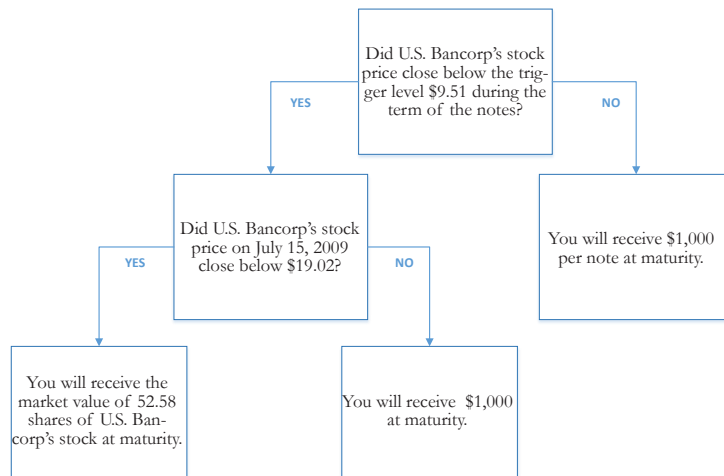 Did U.S. Bancorp's stock
price close below the trig-
ger level $9.51 during the
term of the notes?
YES
NO
Did U.S. Bancorp's stock
price on July 15, 2009
close below $19.02?
You will receive $1,000
per note at maturity.
YES
NO
You will receive the
market value of 52.58
shares of U.S. Ban-
corp's stock at maturity.
You will receive $1,000
at maturity.